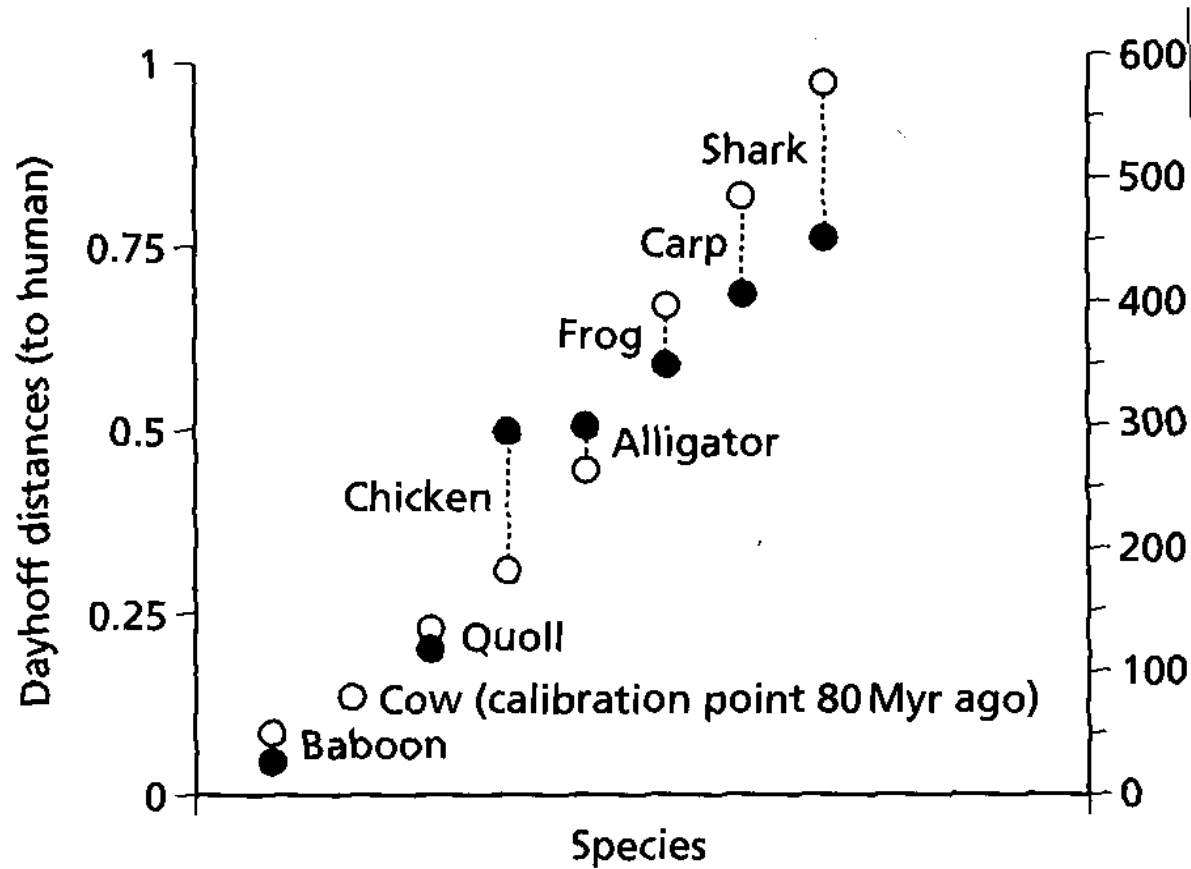 Dayhoff distances (to human)
1
0.75
0.5
0.25
0
600
500
400
300
200
100
0
Shark
Carp
Frog
Alligator
Chicken
Quoll
Cow (calibration point 80 Myr ago)
Baboon
Species